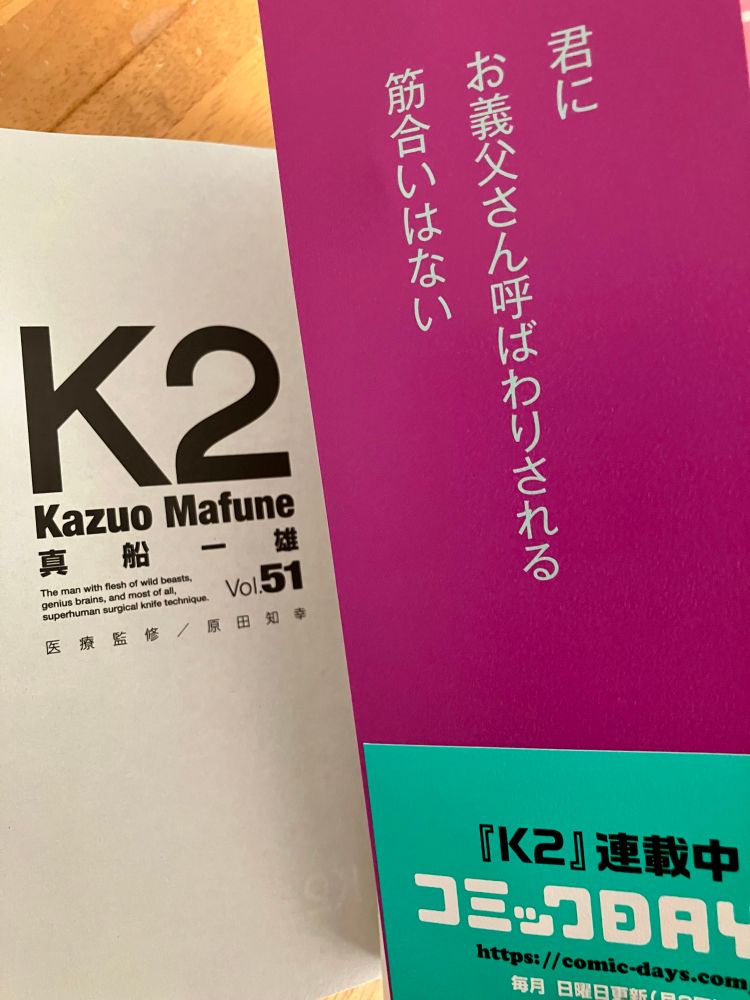 君に
お義父さん呼ばわりされる
筋合いはない
K2
Kazuo Mafune
真船一雄
The man with flesh of wild beasts,
genius brains, and most of all,
superhuman surgical knife technique.
Vol.51
医療監修／原田知幸
『K2』連載中
コミックDAY
https://comic-days.com/
毎月 日曜日更新